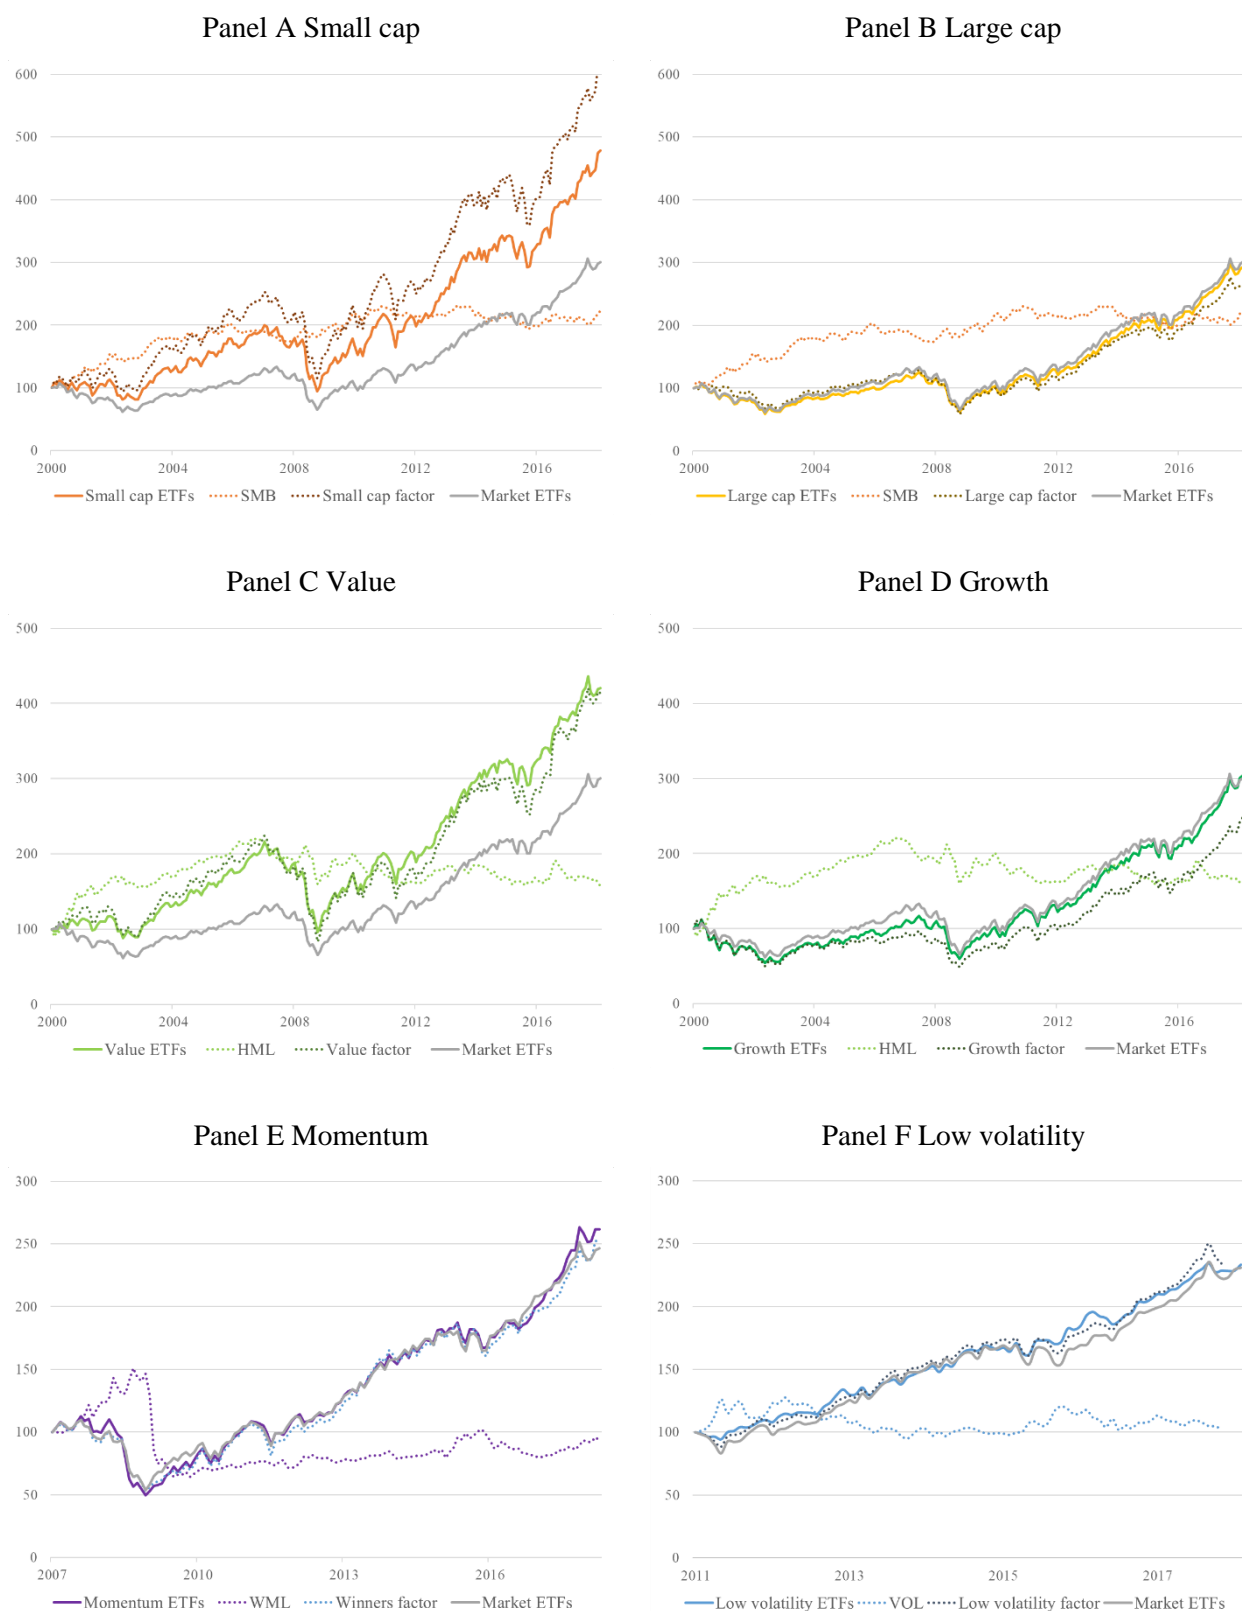 Panel A Small cap
600
500
400
300
200
100
0
2000 2004 2008 2012 2016
Small cap ETFs SMB Small cap factor Market ETFs
Panel B Large cap
600
500
400
300
200
100
0
2000 2004 2008 2012 2016
Large cap ETFs SMB Large cap factor Market ETFs
Panel C Value
500
400
300
200
100
0
2000 2004 2008 2012 2016
Value ETFs HML Value factor Market ETFs
Panel D Growth
500
400
300
200
100
0
2000 2004 2008 2012 2016
Growth ETFs HML Growth factor Market ETFs
Panel E Momentum
300
250
200
150
100
50
0
2007 2010 2013 2016
Momentum ETFs WML Winners factor Market ETFs
Panel F Low volatility
300
250
200
150
100
50
0
2011 2013 2015 2017
Low volatility ETFs VOL Low volatility factor Market ETFs